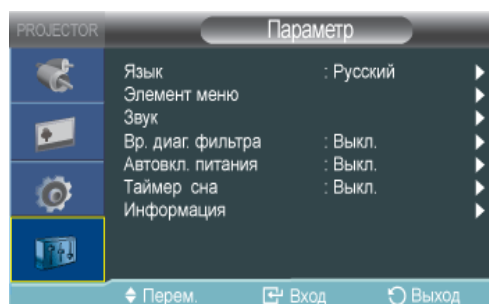 PROJECTOR Параметр
Язык : Русский
Элемент меню
Звук
Вр. диаг. фильтра : Выкл.
Автовкл. питания : Выкл.
Таймер сна : Выкл.
Информация
Перем. Вход Выход